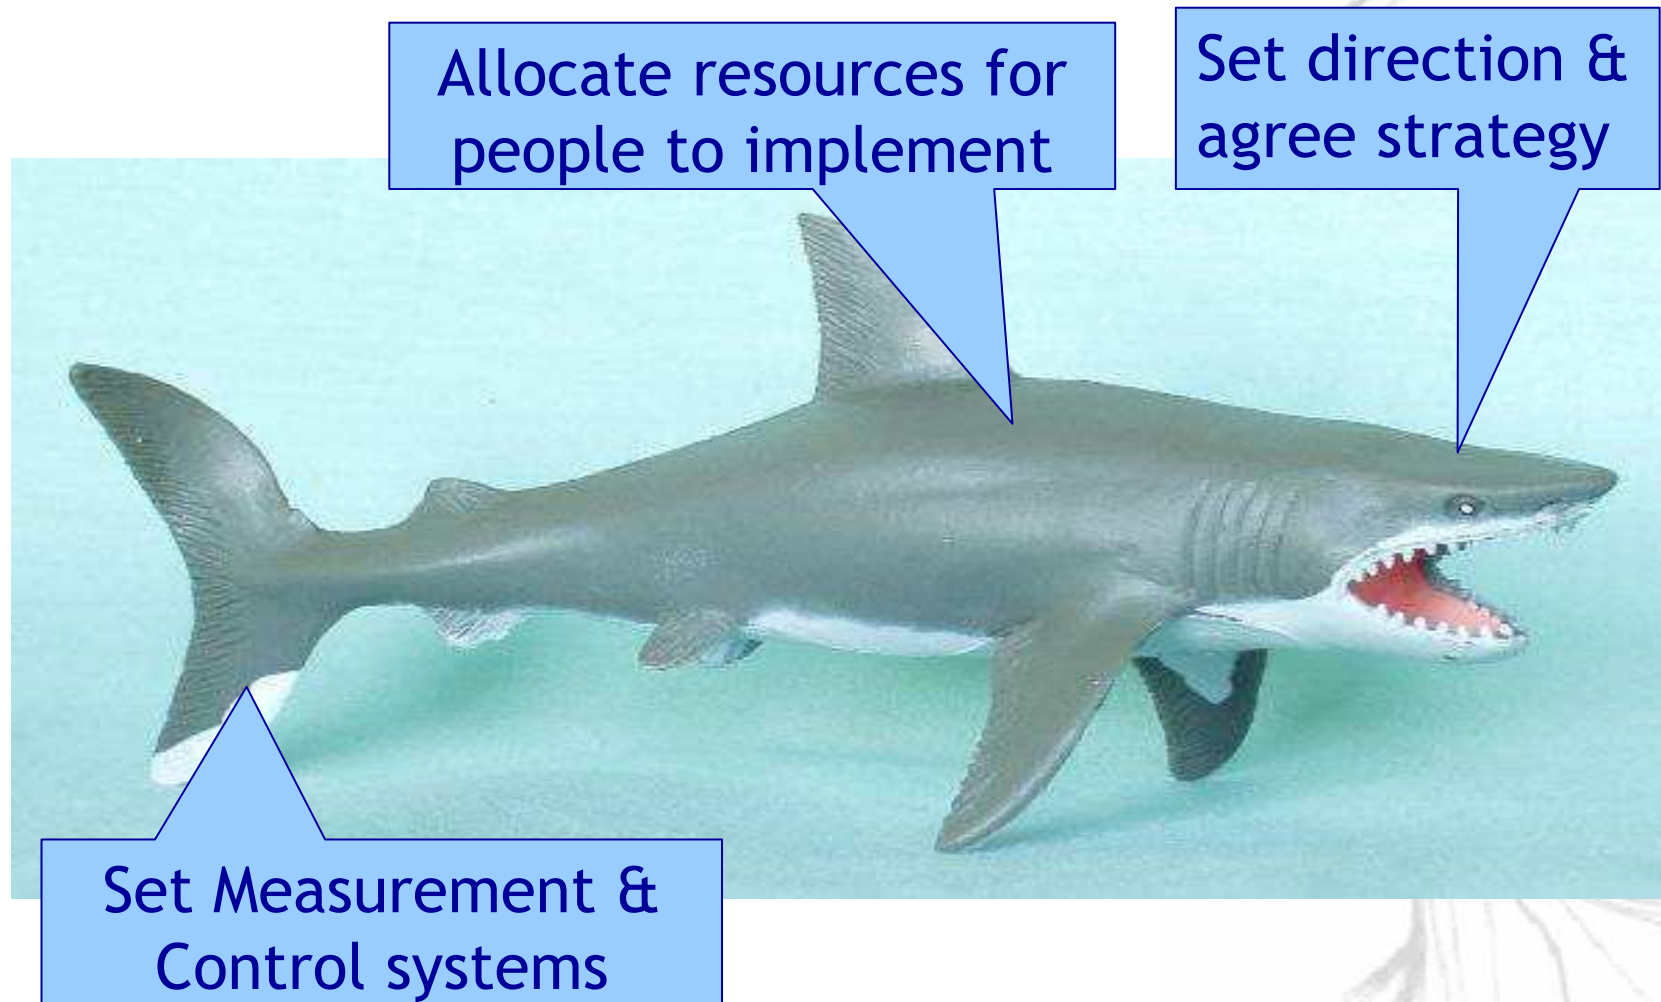 Allocate resources for
people to implement
Set direction &
agree strategy
Set Measurement &
Control systems